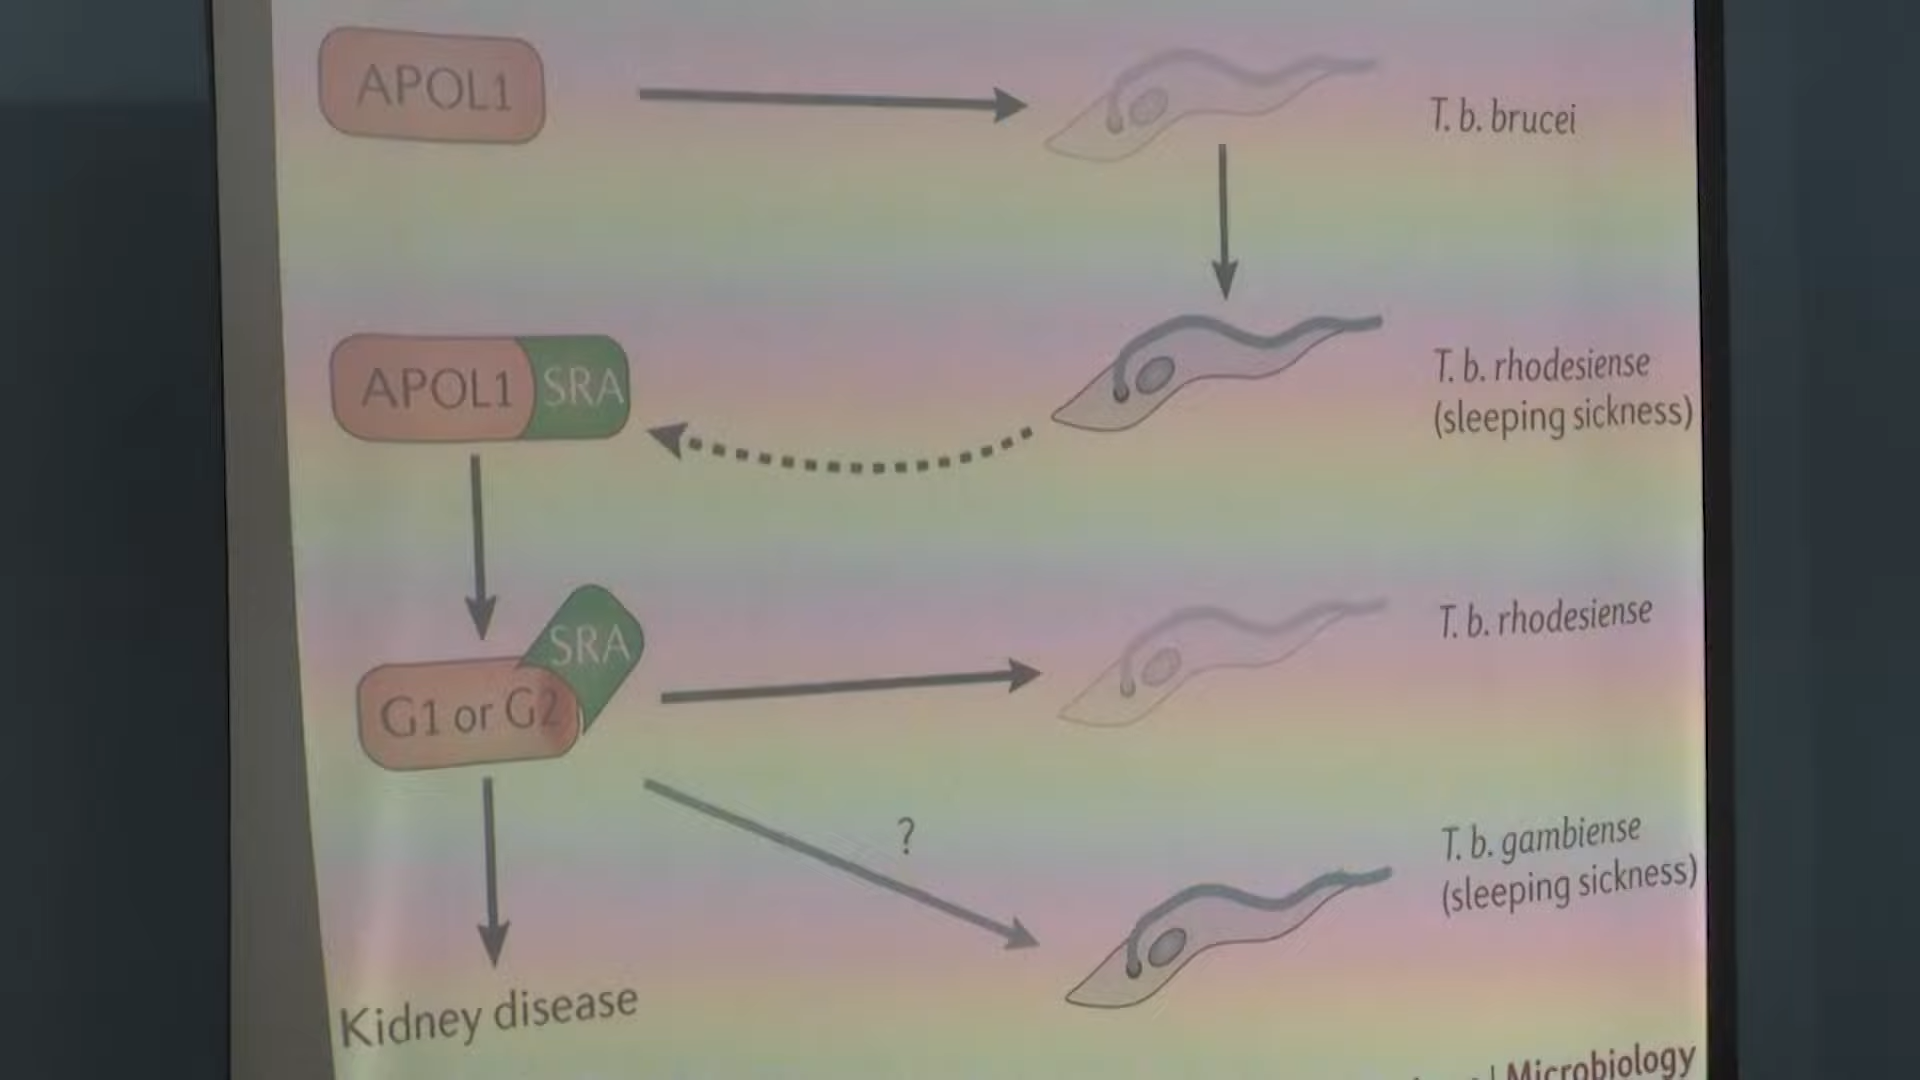 APOL1
T. b. brucei
APOL1 SRA
T. b. rhodesiense
(sleeping sickness)
SRA
G1 or G2
T. b. rhodesiense
?
T. b. gambiense
(sleeping sickness)
Kidney disease
| Microbiology